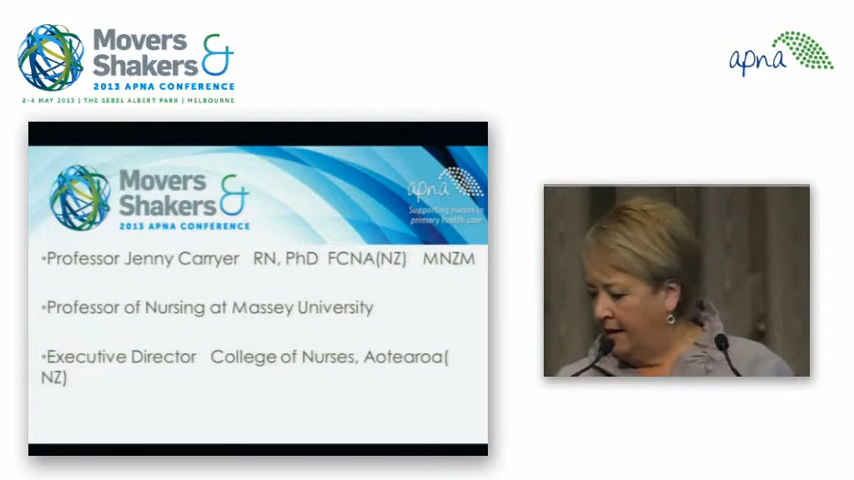 Movers &
Shakers
2013 APNA CONFERENCE
2-4 MAY 2013 | THE SEBEL ALBERT PARK | MELBOURNE
apna
Movers &
Shakers
2013 APNA CONFERENCE
apna
Supporting nurses in
primary health care
•Professor Jenny Carryer RN, PhD FCNA(NZ) MNZM
•Professor of Nursing at Massey University
•Executive Director College of Nurses, Aotearoa(
NZ)